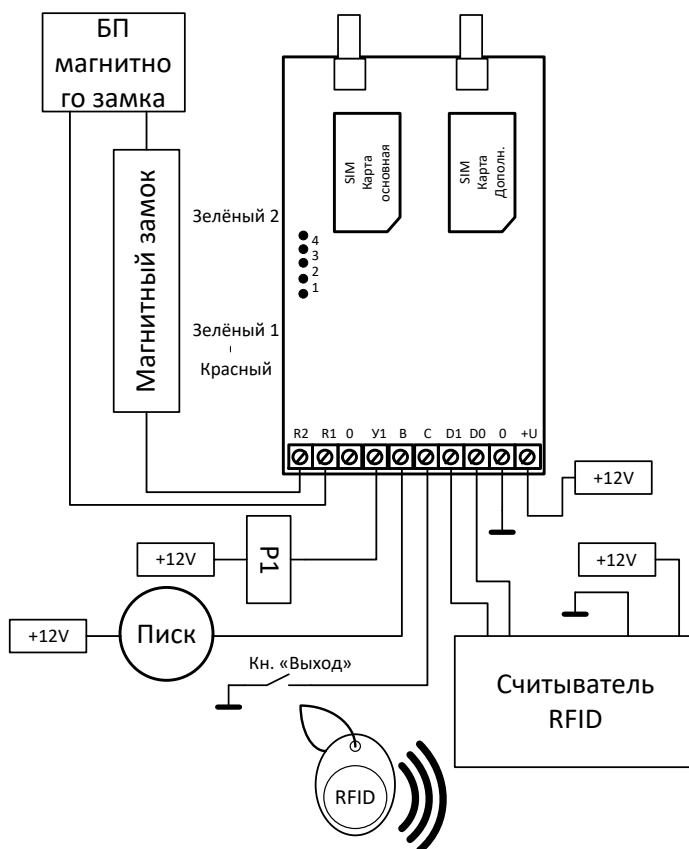 БП
магнитно
го замка
Магнитный замок
SIM
Карта
основная
SIM
Карта
Дополн.
Зелёный 2
4
3
2
1
Зелёный 1
Красный
R2 R1 0 У1 В С D1 D0 0 +U
+12V
+12V
P1
+12V
+12V
Писк
Кн. «Выход»
Считыватель
RFID
RFID